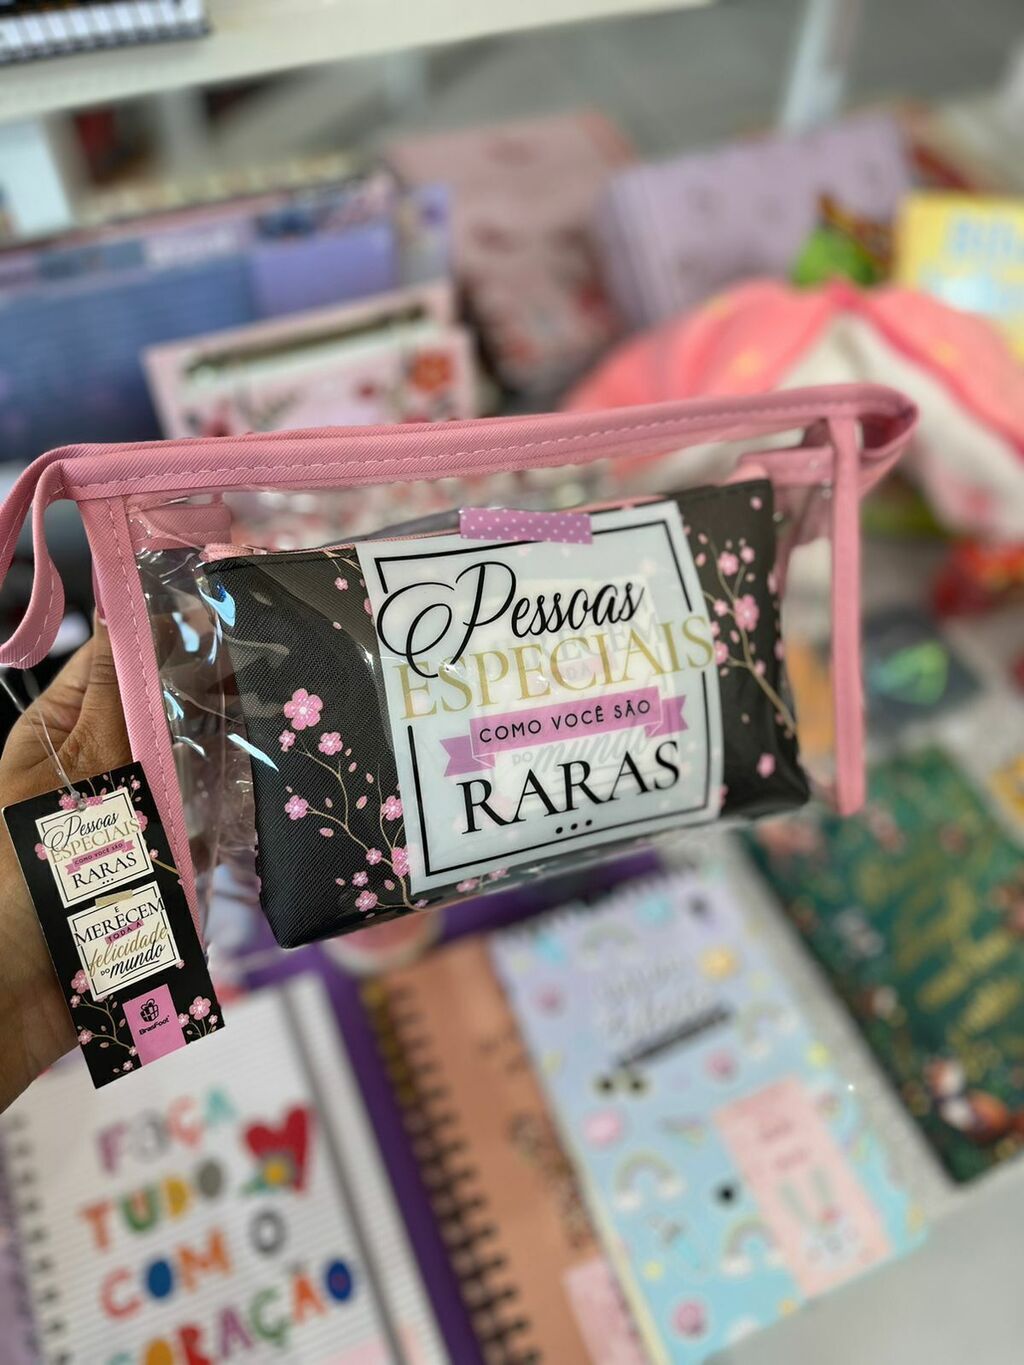 Pessoas
ESPECIAIS
COMO VOCÊ SÃO
RARAS
...
Pessoas
ESPECIAIS
COMO VOCÊ SÃO
RARAS
...
E
MERECEM
TODA A
felicidade
DO mundo
BrasFoot
FAÇA
TUDO
COM O
CORAÇÃO